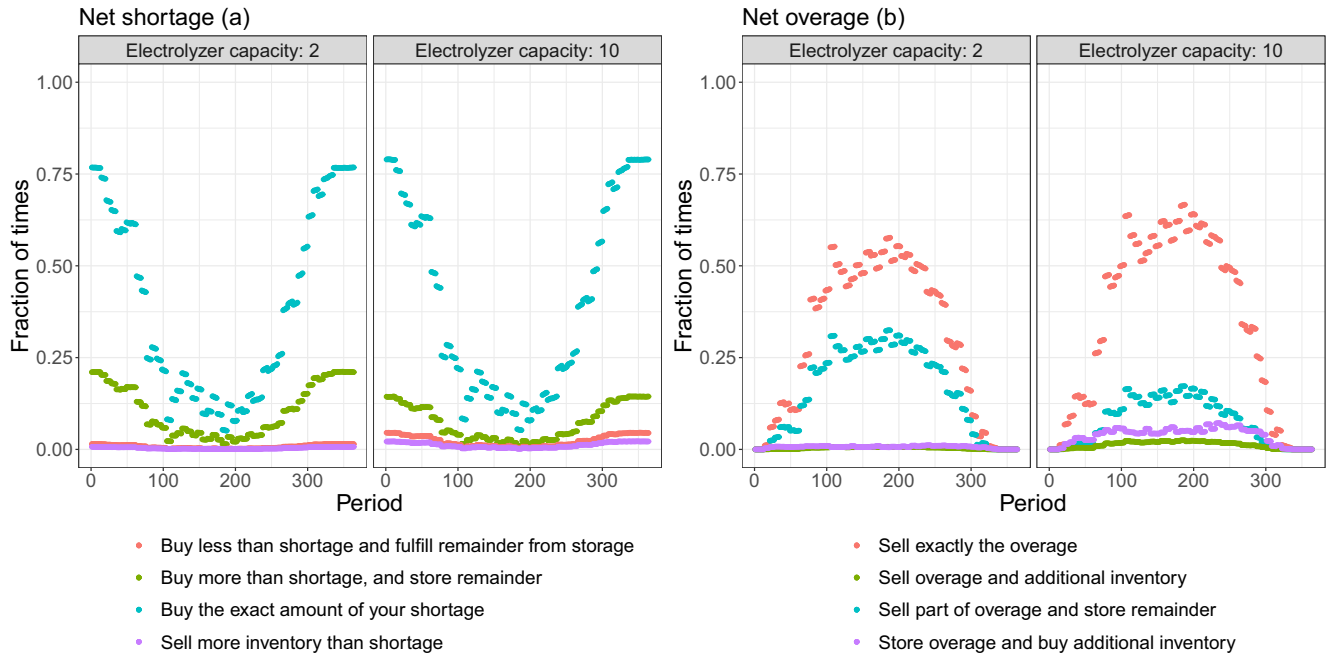 Net shortage (a)
Net overage (b)
Electrolyzer capacity: 2
Electrolyzer capacity: 10
Electrolyzer capacity: 2
Electrolyzer capacity: 10
Fraction of times
1.00
0.75
0.50
0.25
0.00
0 100 200 300
0 100 200 300
Period
Fraction of times
1.00
0.75
0.50
0.25
0.00
0 100 200 300
0 100 200 300
Period
Buy less than shortage and fulfill remainder from storage
Buy more than shortage, and store remainder
Buy the exact amount of your shortage
Sell more inventory than shortage
Sell exactly the overage
Sell overage and additional inventory
Sell part of overage and store remainder
Store overage and buy additional inventory